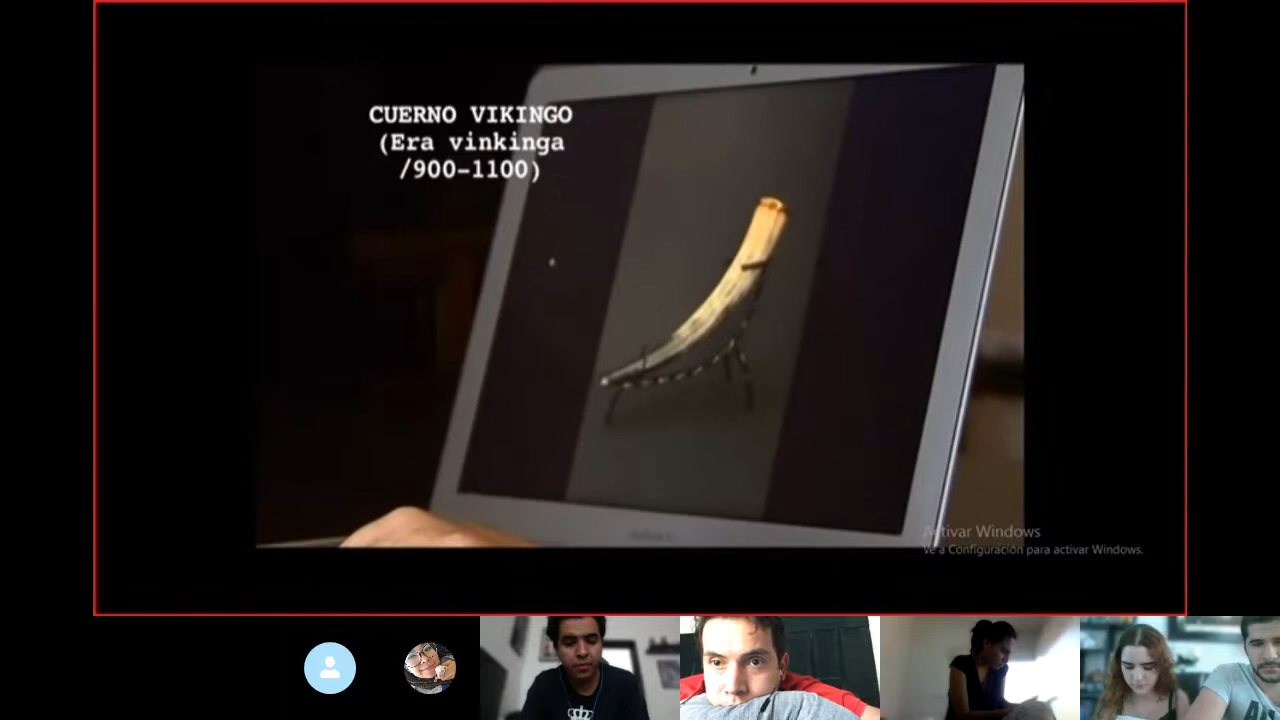 CUERNO VIKINGO
(Era vinkinga
/900-1100)
Activar Windows
Ve a Configuración para activar Windows.